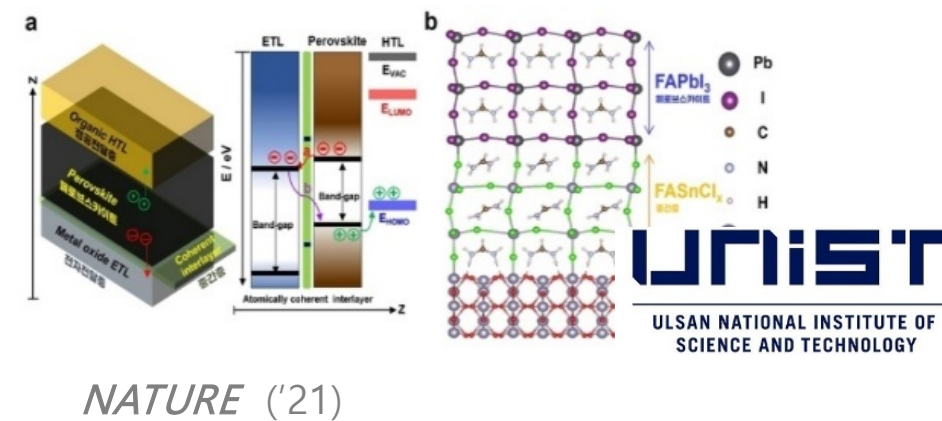 a
Z
Organic HTL
정공전달층
Perovskite
페로브스카이트
Metal oxide ETL
전자전달층
Coherent
interlayer
중간층
ETL Perovskite HTL
E / eV
E_VAC
E_LUMO
Band-gap
Band-gap
E_HOMO
Atomically coherent interlayer
Z
b
FAPbI₃
페로브스카이트
FASnClₓ
중간층
Pb
I
C
N
H
UNIST
ULSAN NATIONAL INSTITUTE OF
SCIENCE AND TECHNOLOGY
NATURE ('21)